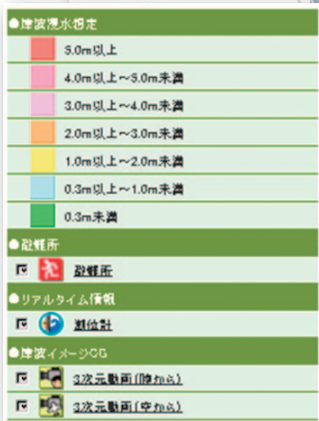 ●津波浸水想定
5.0m以上
4.0m以上～5.0m未満
3.0m以上～4.0m未満
2.0m以上～3.0m未満
1.0m以上～2.0m未満
0.3m以上～1.0m未満
0.3m未満
●避難所
避難所
●リアルタイム情報
潮位計
●津波イメージCG
3次元動画(陸から)
3次元動画(空から)